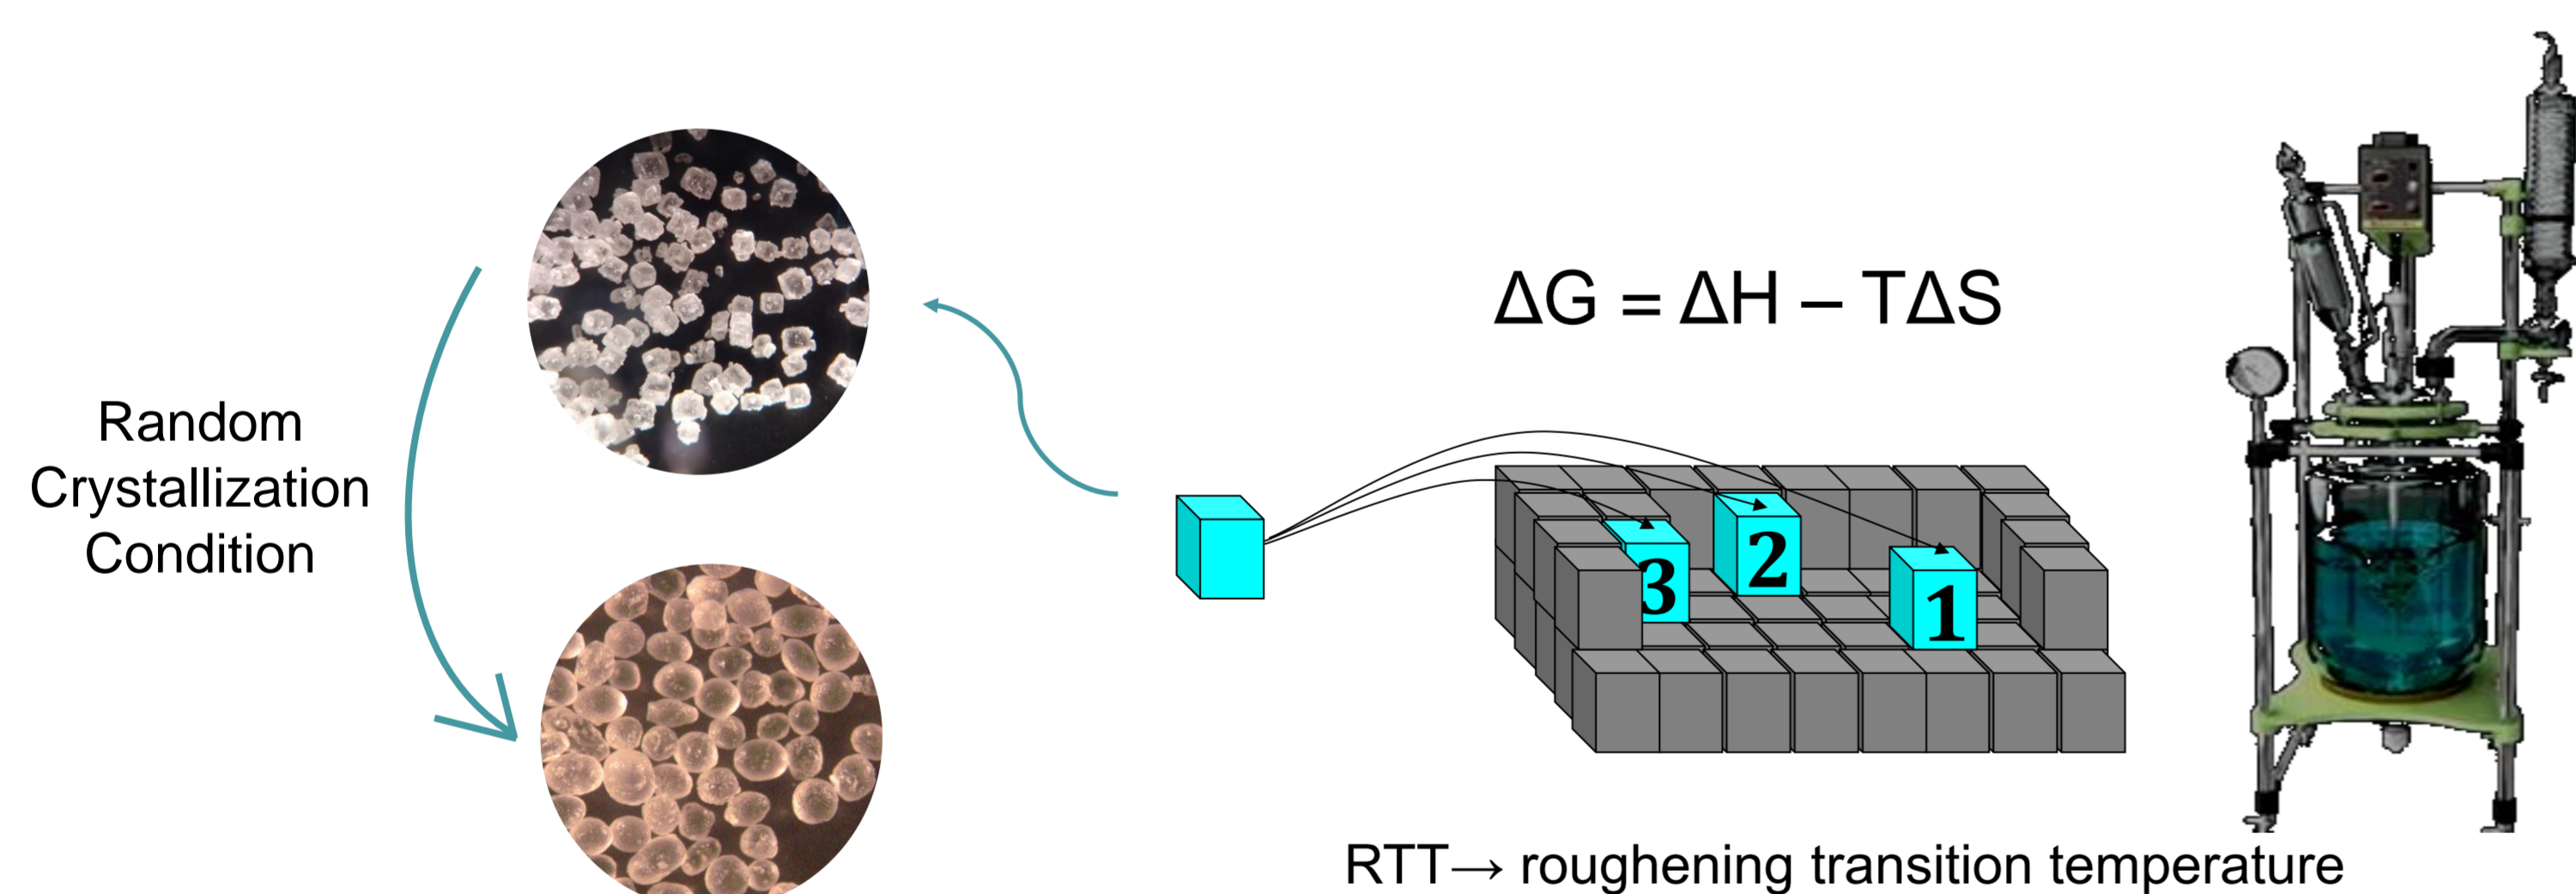 ΔG = ΔH – TΔS
Random
Crystallization
Condition
3
2
1
RTT→ roughening transition temperature